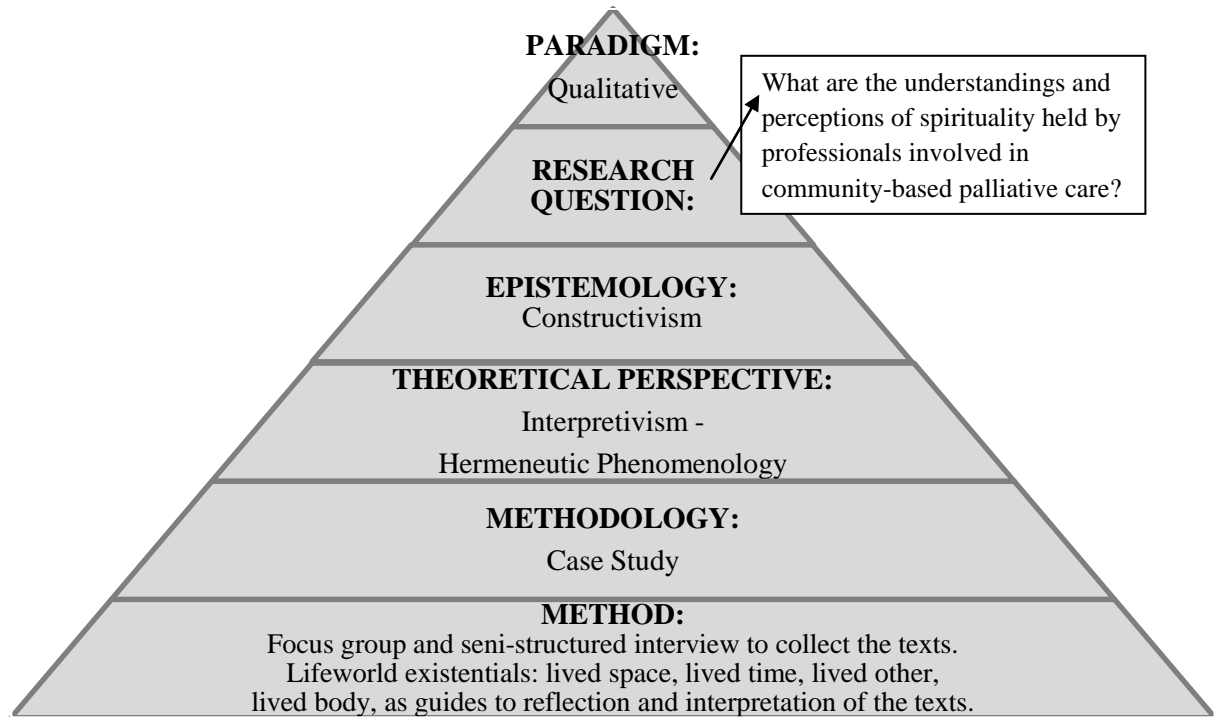 PARADIGM:
Qualitative
What are the understandings and
perceptions of spirituality held by
professionals involved in
community-based palliative care?
RESEARCH
QUESTION:
EPISTEMOLOGY:
Constructivism
THEORETICAL PERSPECTIVE:
Interpretivism -
Hermeneutic Phenomenology
METHODOLOGY:
Case Study
METHOD:
Focus group and seni-structured interview to collect the texts.
Lifeworld existentials: lived space, lived time, lived other,
lived body, as guides to reflection and interpretation of the texts.